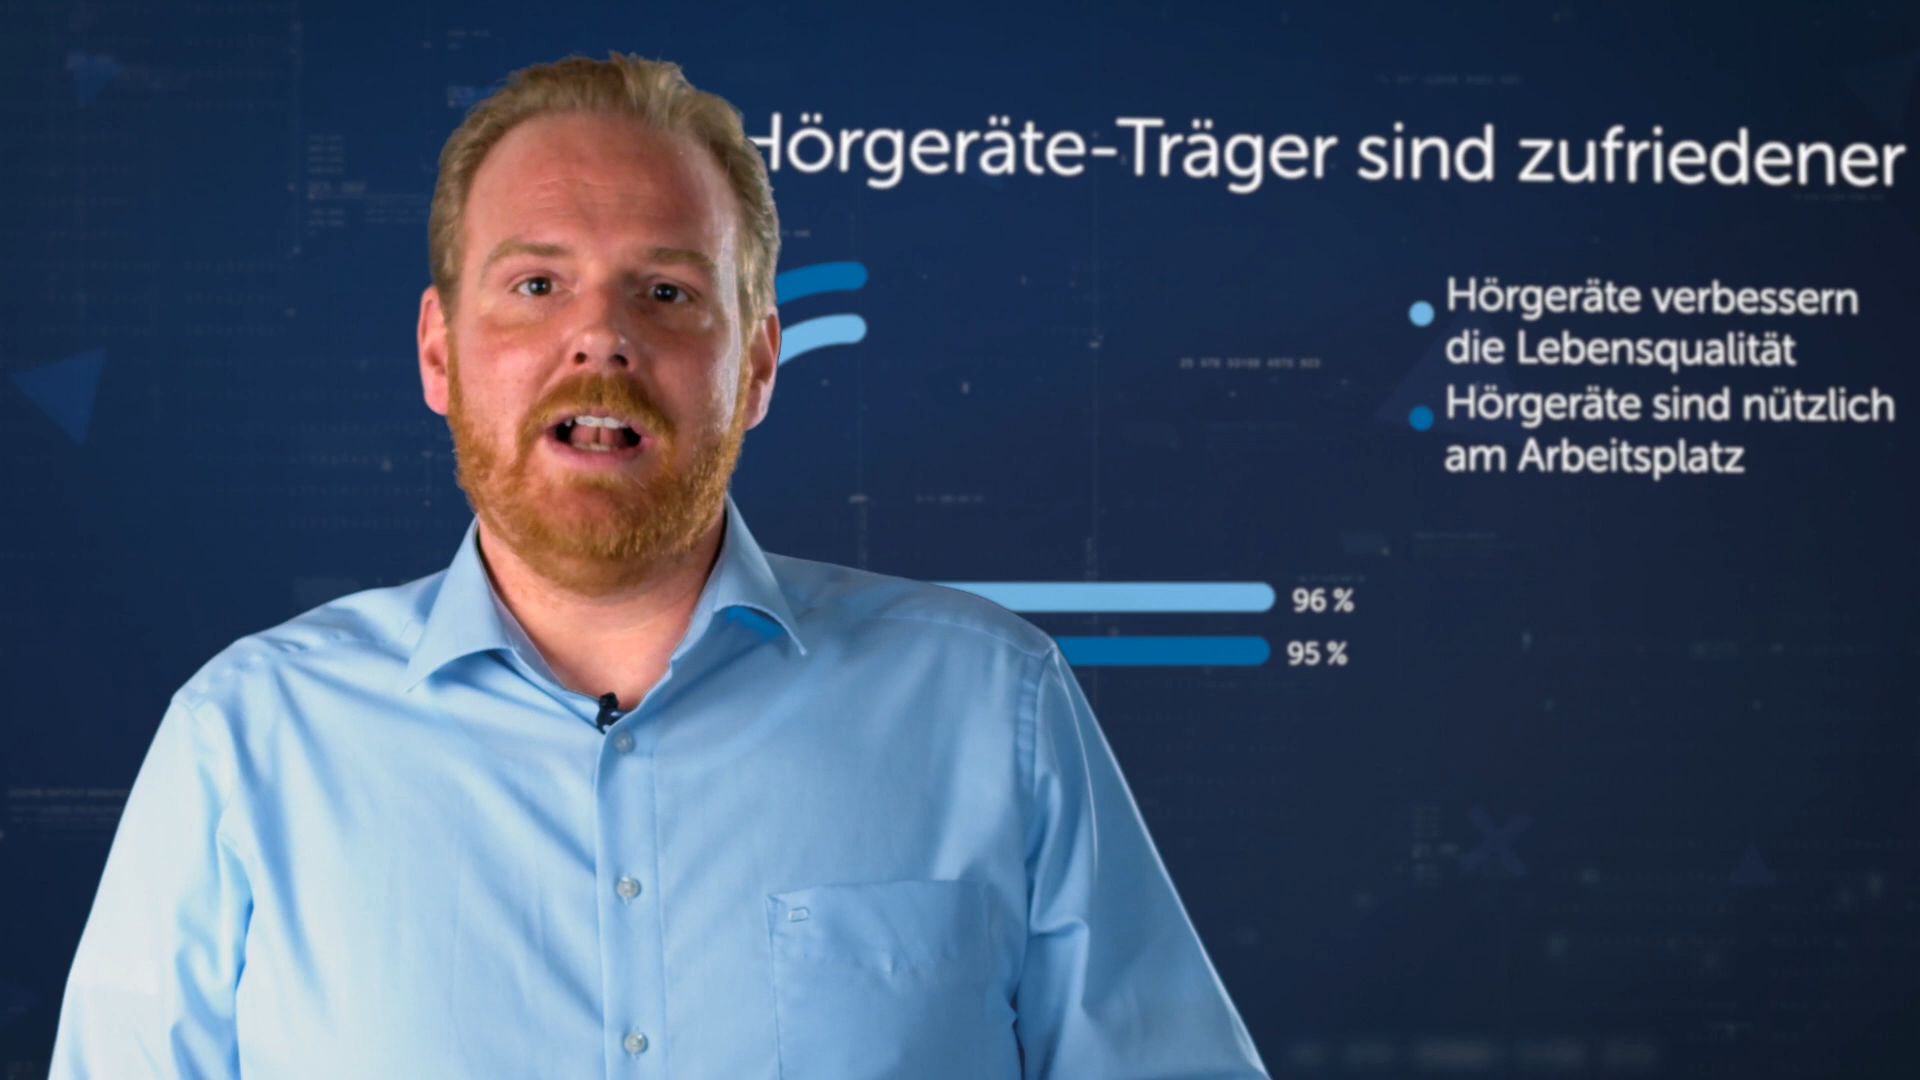 Hörgeräte-Träger sind zufriedener
Hörgeräte verbessern
die Lebensqualität
Hörgeräte sind nützlich
am Arbeitsplatz
96 %
95 %